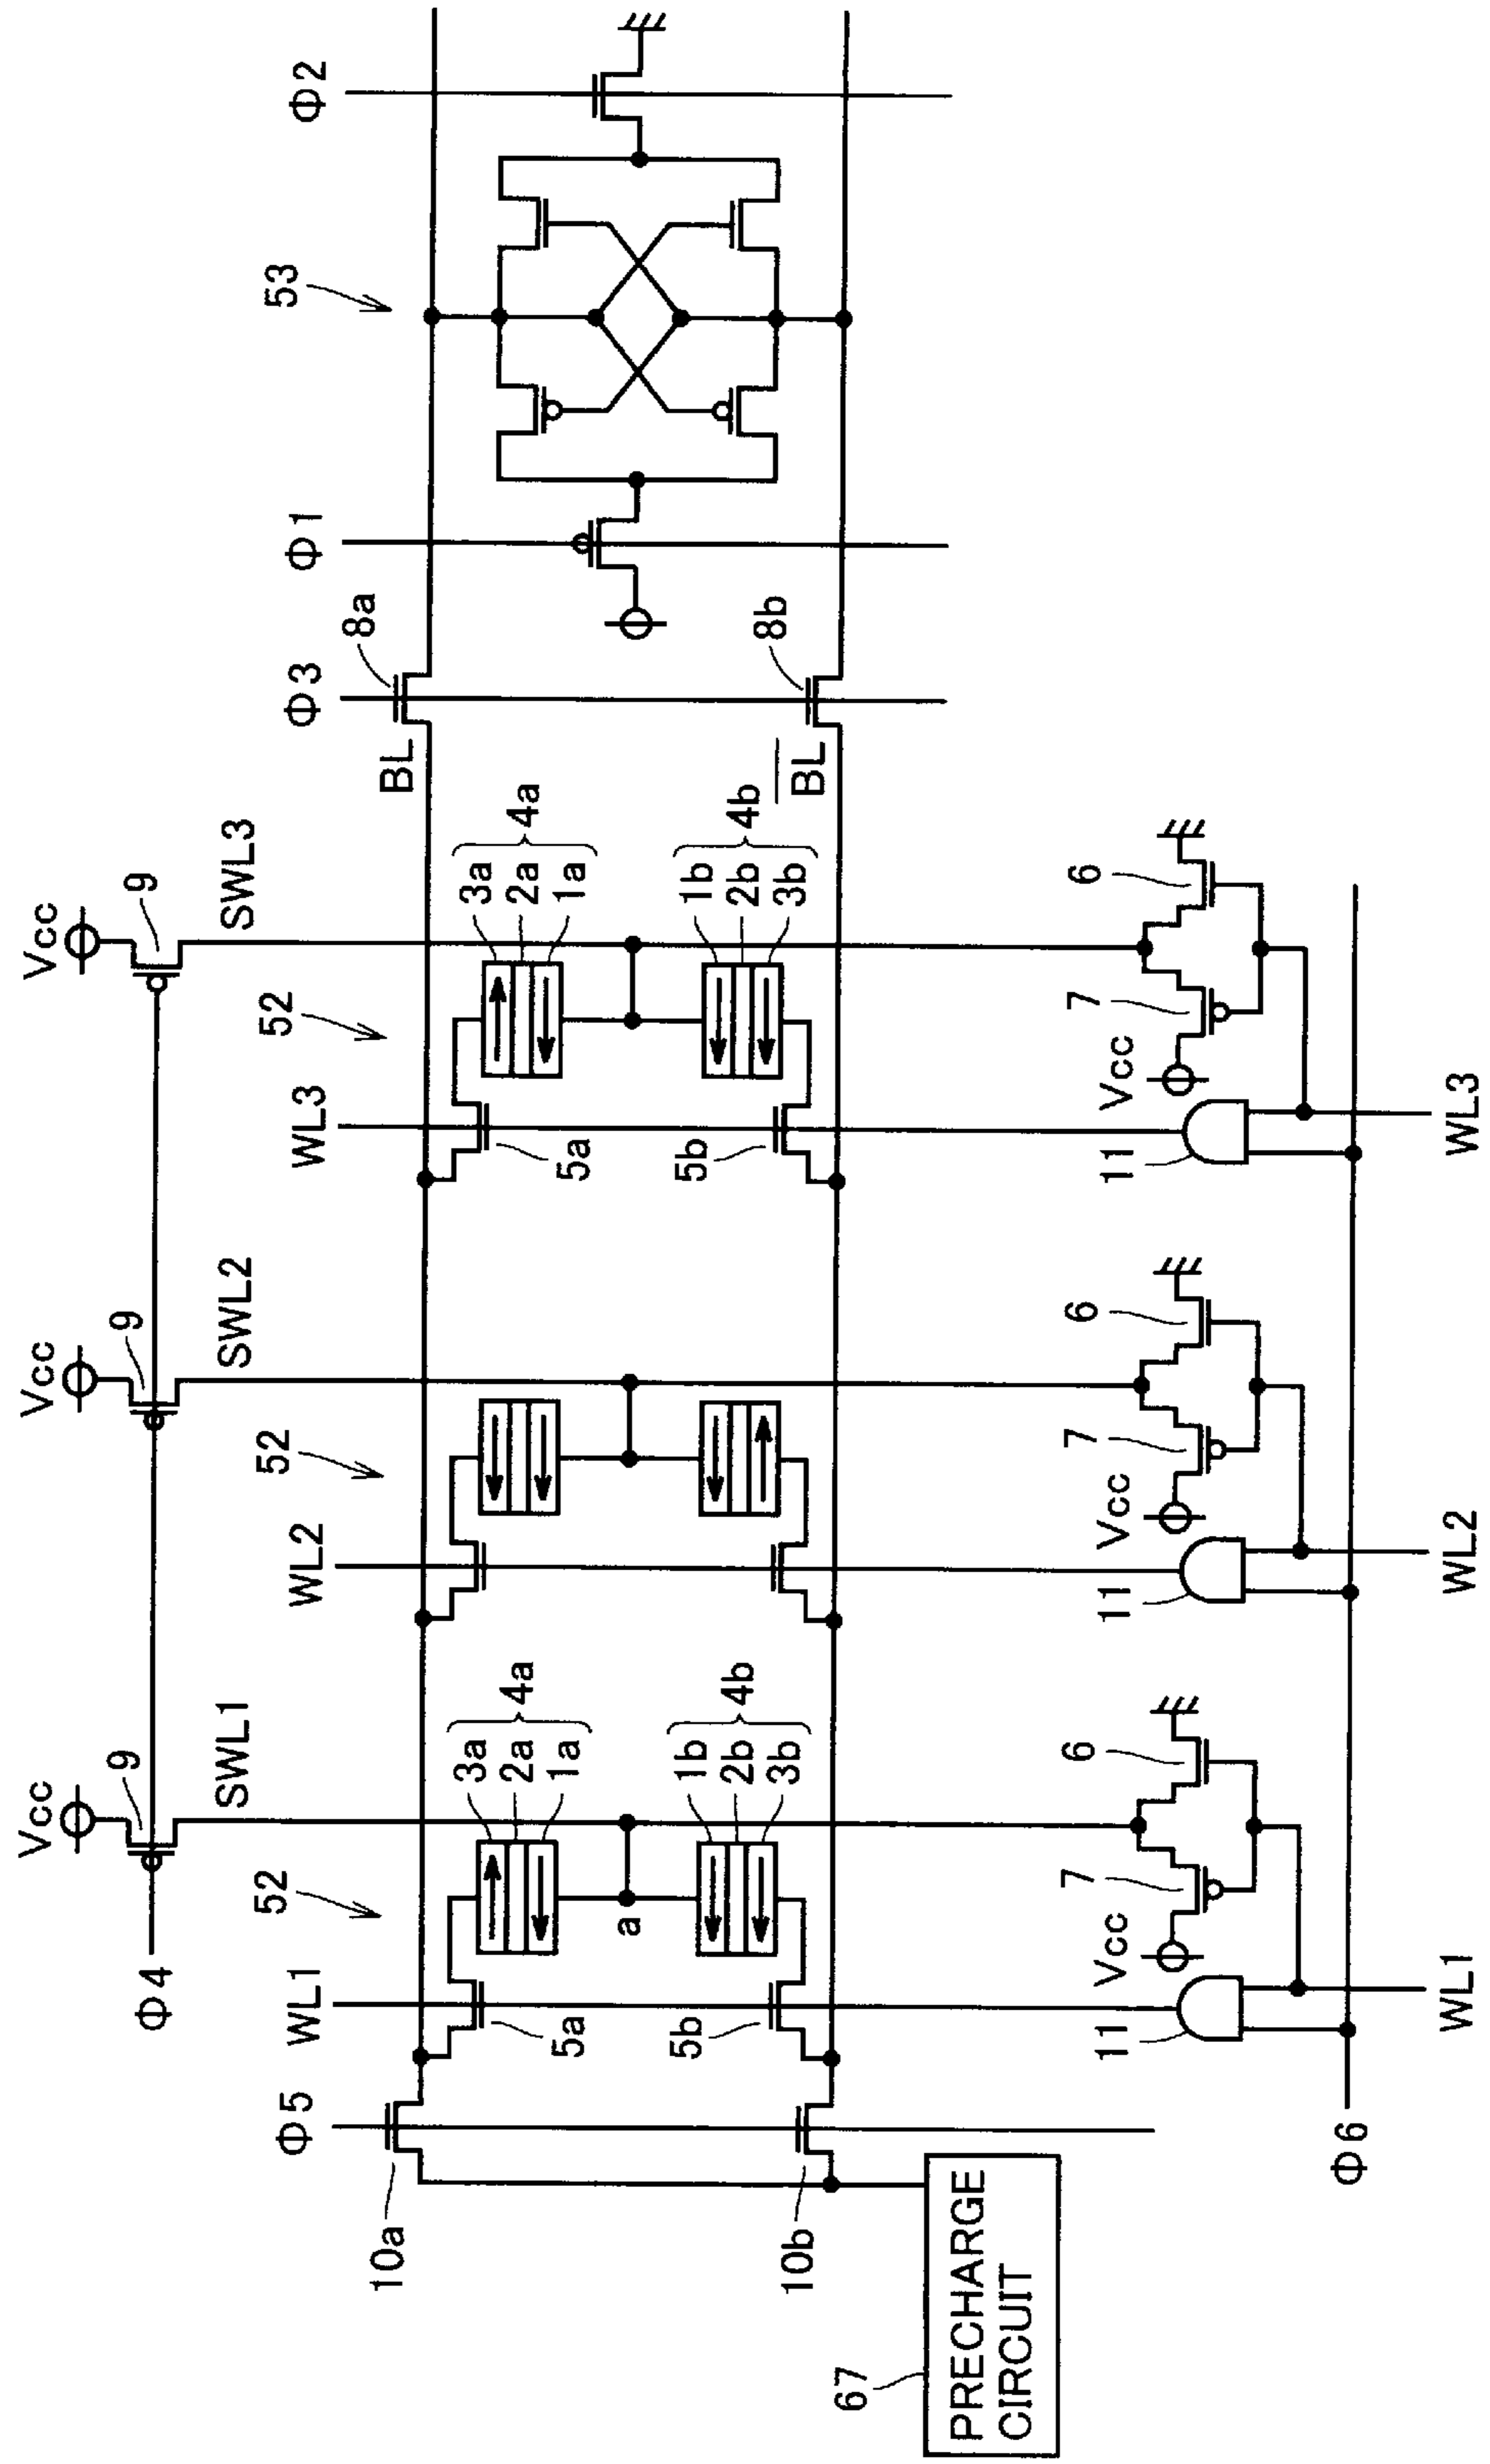 Vcc
9
SWL1
Φ4
Vcc
9
SWL2
Vcc
9
SWL3
Φ5
WL1
52
WL2
52
WL3
52
Φ3
Φ1
53
Φ2
10a
BL
8a
5a
3a
2a
1a
4a
5a
3a
2a
1a
4a
a
10b
5b
1b
2b
3b
4b
5b
1b
2b
3b
4b
B̅L̅
8b
67
PRECHARGE
CIRCUIT
11
Vcc
7
6
11
Vcc
7
6
11
Vcc
7
6
Φ6
WL1
WL2
WL3